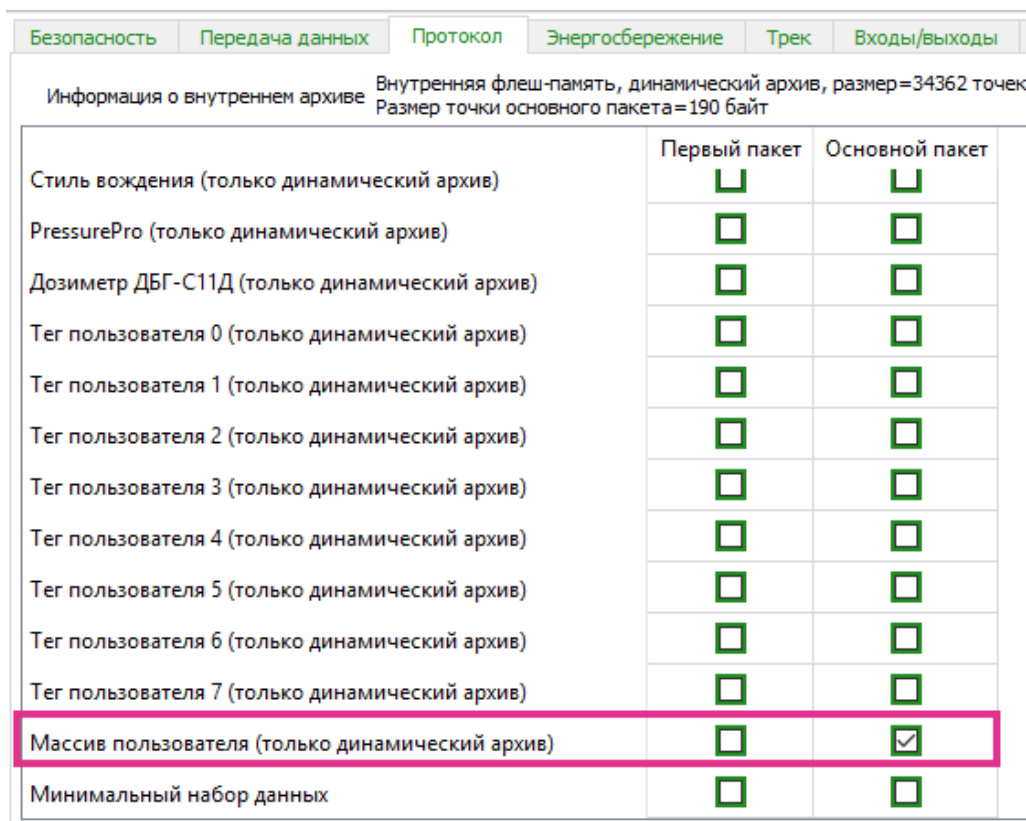 Безопасность Передача данных Протокол Энергосбережение Трек Входы/выходы
Информация о внутреннем архиве Внутренняя флеш-память, динамический архив, размер=34362 точек
Размер точки основного пакета=190 байт
Первый пакет Основной пакет
Стиль вождения (только динамический архив)
PressurePro (только динамический архив)
Дозиметр ДБГ-С11Д (только динамический архив)
Тег пользователя 0 (только динамический архив)
Тег пользователя 1 (только динамический архив)
Тег пользователя 2 (только динамический архив)
Тег пользователя 3 (только динамический архив)
Тег пользователя 4 (только динамический архив)
Тег пользователя 5 (только динамический архив)
Тег пользователя 6 (только динамический архив)
Тег пользователя 7 (только динамический архив)
Массив пользователя (только динамический архив)
Минимальный набор данных